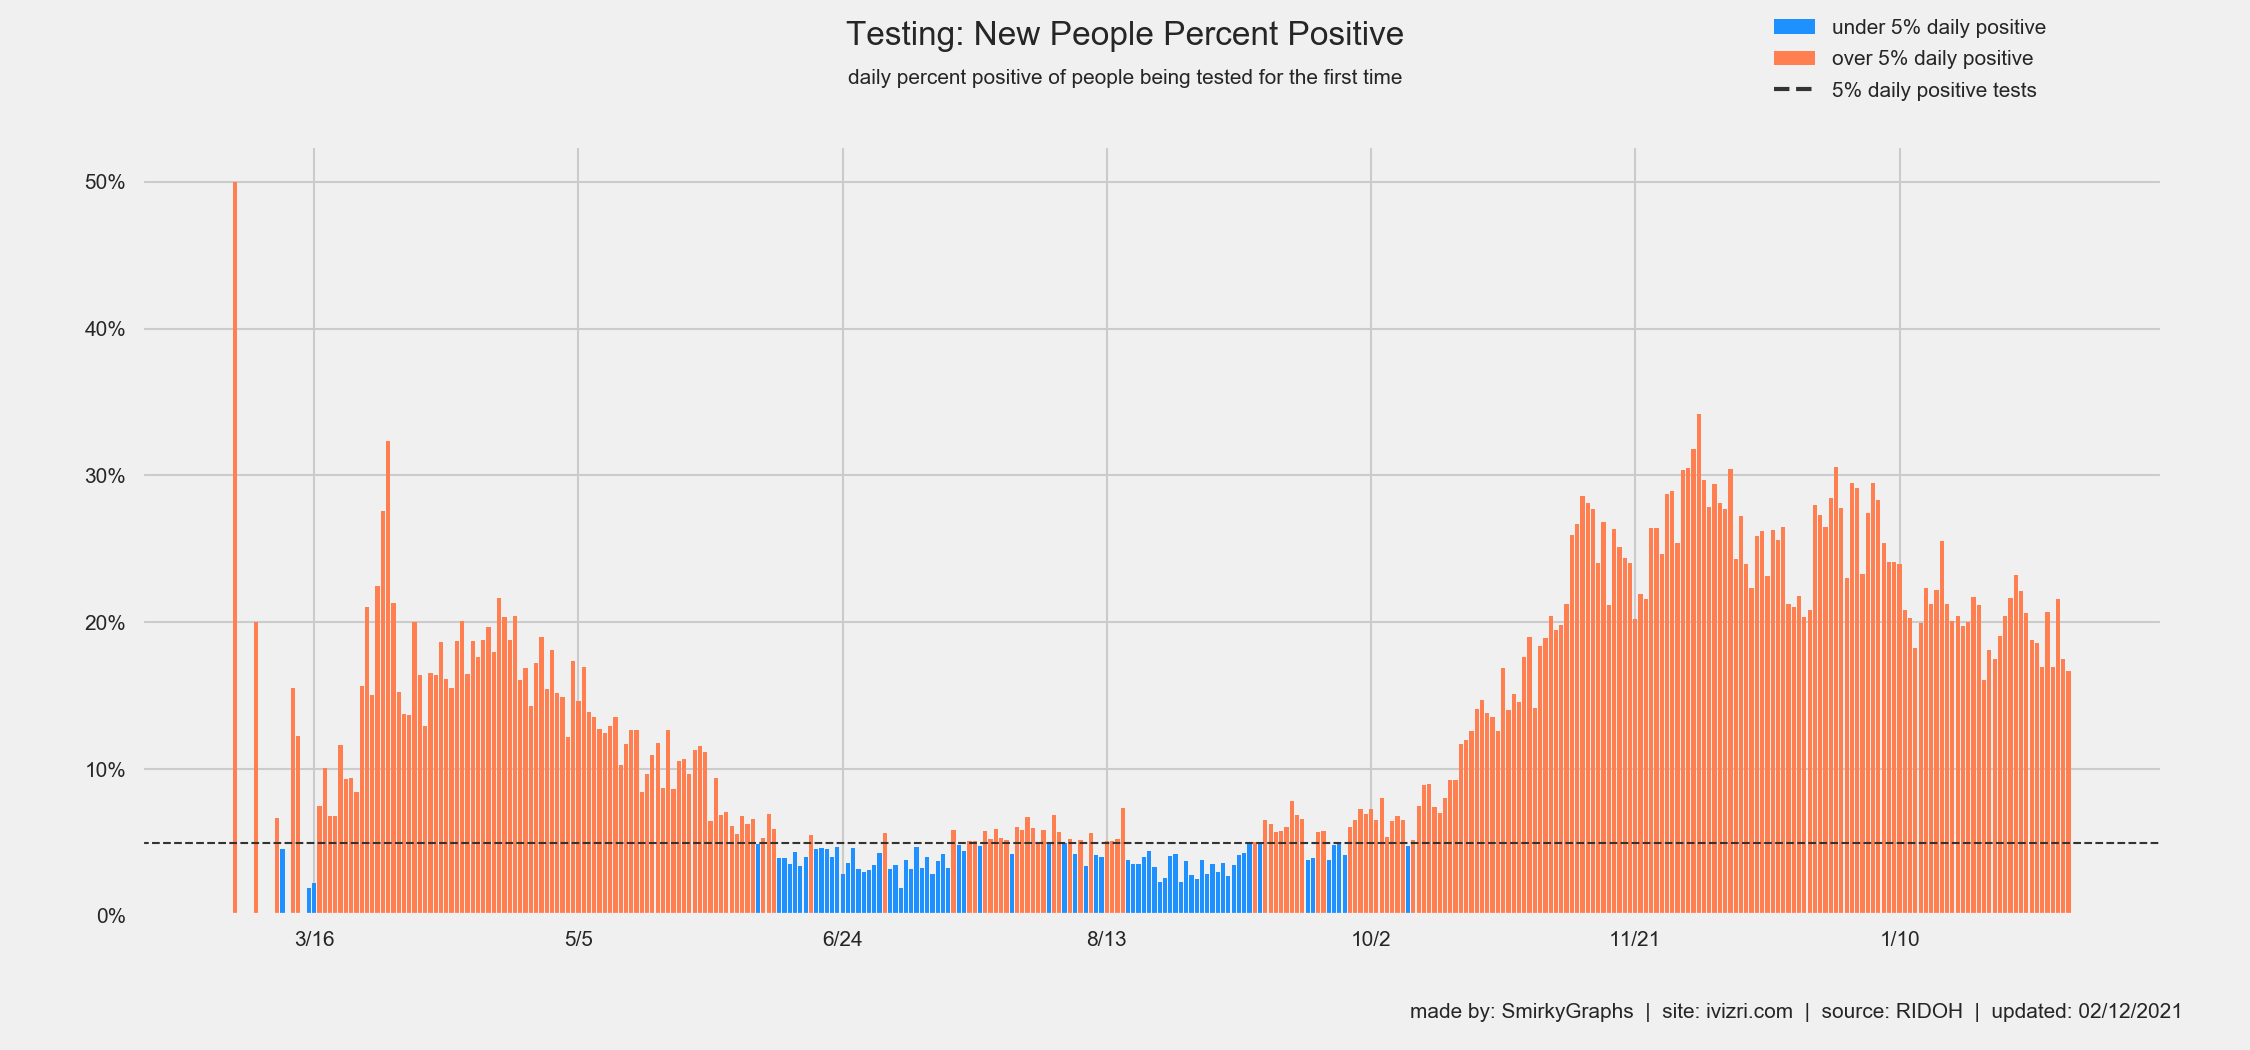 Testing: New People Percent Positive
daily percent positive of people being tested for the first time
under 5% daily positive
over 5% daily positive
5% daily positive tests
50%
40%
30%
20%
10%
0%
3/16 5/5 6/24 8/13 10/2 11/21 1/10
made by: SmirkyGraphs | site: ivizri.com | source: RIDOH | updated: 02/12/2021